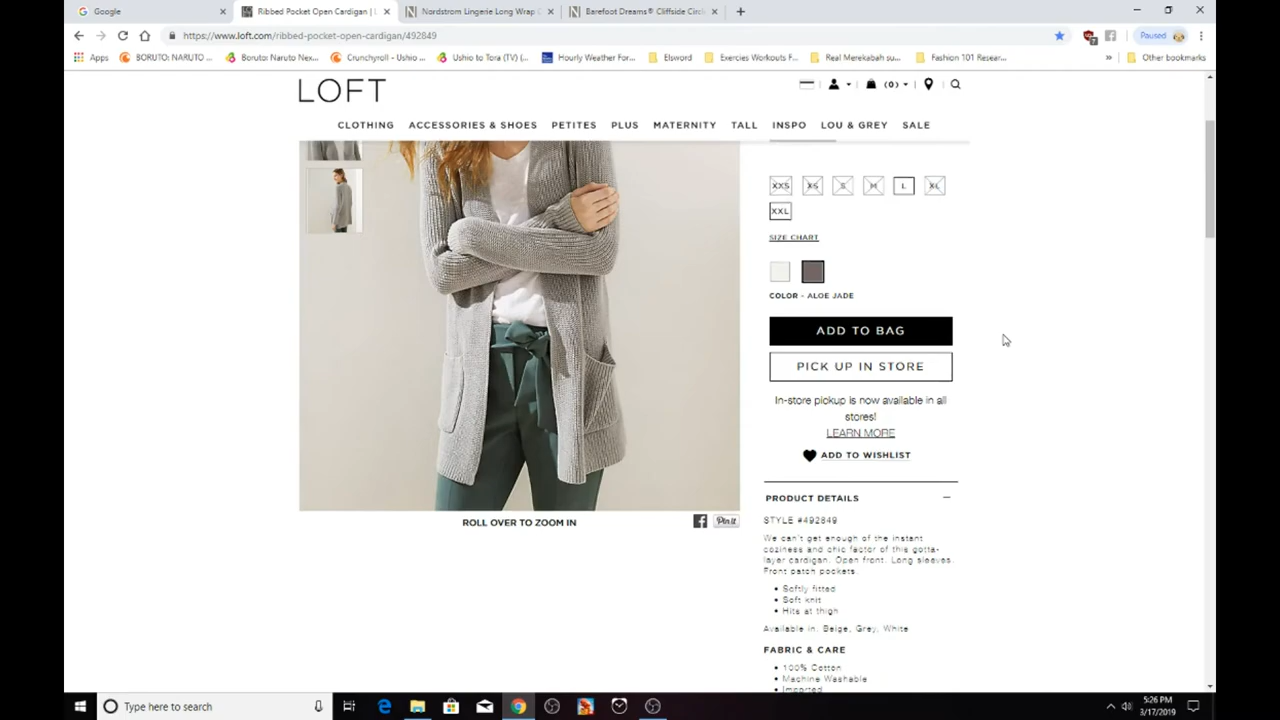 Google
Ribbed Pocket Open Cardigan | L
Nordstrom Lingerie Long Wrap C
Barefoot Dreams® Cliffside Circl
https://www.loft.com/ribbed-pocket-open-cardigan/492849
Paused
Apps
BORUTO: NARUTO ...
Boruto: Naruto Nex...
Crunchyroll - Ushio ...
Ushio to Tora (TV) (...
Hourly Weather For...
Elsword
Exercies Workouts F...
Real Merekabah su...
Fashion 101 Resear...
Other bookmarks
LOFT
(0)
CLOTHING ACCESSORIES & SHOES PETITES PLUS MATERNITY TALL INSPO LOU & GREY SALE
XXS XS S M L XL
XXL
SIZE CHART
COLOR - ALOE JADE
ADD TO BAG
PICK UP IN STORE
In-store pickup is now available in all
stores!
LEARN MORE
ADD TO WISHLIST
PRODUCT DETAILS
STYLE #492849
We can't get enough of the instant
coziness and chic factor of this gotta-
layer cardigan. Open front. Long sleeves.
Front patch pockets.
• Softly fitted
• Soft knit
• Hits at thigh
Available in: Beige, Grey, White
FABRIC & CARE
• 100% Cotton
• Machine Washable
• Imported
ROLL OVER TO ZOOM IN
Pin it
Type here to search
5:26 PM
3/17/2019